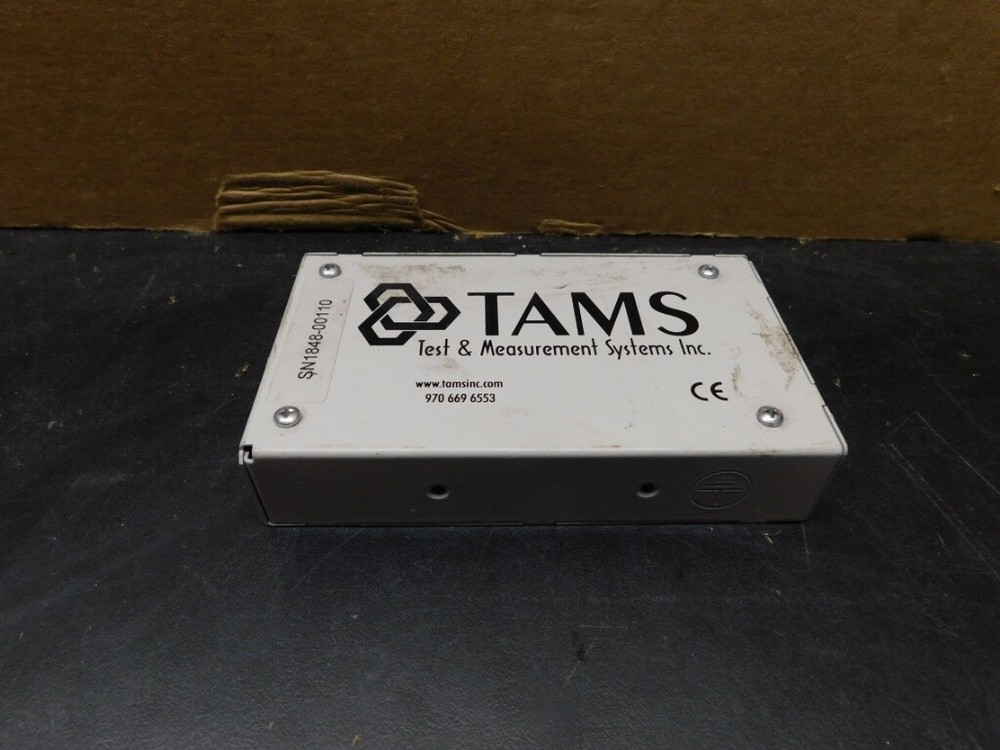 SN1848-00110
TAMS
Test & Measurement Systems Inc.
www.tamsinc.com
970 669 6553
CE